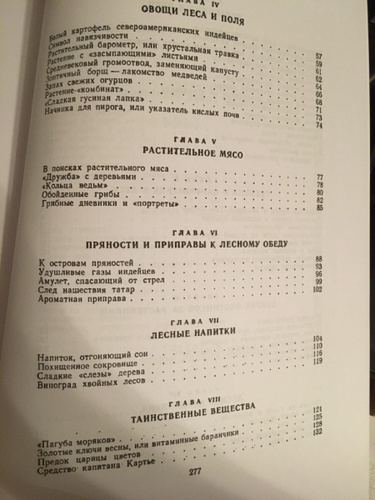 ГЛАВА IV
ОВОЩИ ЛЕСА И ПОЛЯ
Белый картофель североамериканских индейцев 57
Символ навязчивости 59
Растительный барометр, или хрустальная травка 61
Растение с «засыпающими» листьями 62
Средневековый громоотвод, заменяющий капусту 64
Зонтичный борщ — лакомство медведей 66
Запах свежих огурцов 68
Растение-«комбинат» 71
«Сладкая гусиная лапка» 73
Начинка для пирога, или указатель кислых почв 74
ГЛАВА V
РАСТИТЕЛЬНОЕ МЯСО
В поисках растительного мяса 77
«Дружба» с деревьями 78
«Кольца ведьм» 80
Обойденные грибы 82
Грибные дневники и «портреты» 85
ГЛАВА VI
ПРЯНОСТИ И ПРИПРАВЫ К ЛЕСНОМУ ОБЕДУ
К островам пряностей 88
Удушливые газы индейцев 93
Амулет, спасающий от стрел 96
След нашествия татар 99
Ароматная приправа 102
ГЛАВА VII
ЛЕСНЫЕ НАПИТКИ
Напиток, отгоняющий сон 104
Похищенное сокровище 110
Сладкие «слезы» дерева 116
Виноград хвойных лесов 119
ГЛАВА VIII
ТАИНСТВЕННЫЕ ВЕЩЕСТВА
«Пагуба моряков» 121
Золотые ключи весны, или витаминные баранчики 125
Предок царицы цветов 128
Средство капитана Картье 132
277